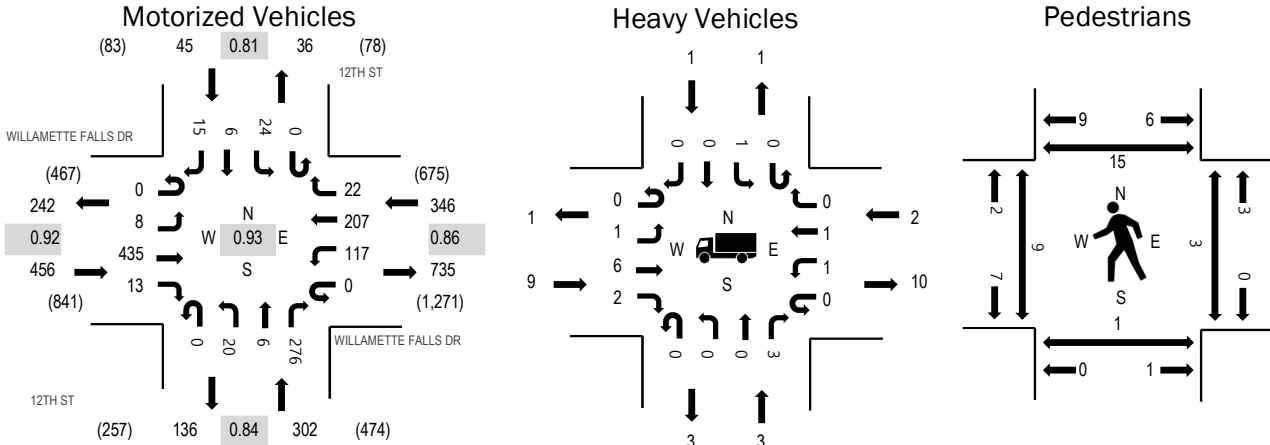 Motorized Vehicles
(83) 45 0.81 36 (78)
12TH ST
WILLAMETTE FALLS DR
15 6 24 0
(467)
242
0.92
456
(841)
0
8
435
13
N
W 0.93 E
S
22
207
117
0
(675)
346
0.86
735
(1,271)
0 20 6 276
WILLAMETTE FALLS DR
12TH ST
(257) 136 0.84 302 (474)
Heavy Vehicles
1 1
0 0 1 0
1
9
0
1
6
2
N
W E
S
0
1
1
0
2
10
0 0 0 3
3 3
Pedestrians
9 6
15
2
7
9
N
W E
S
3
3
0
1
0 1